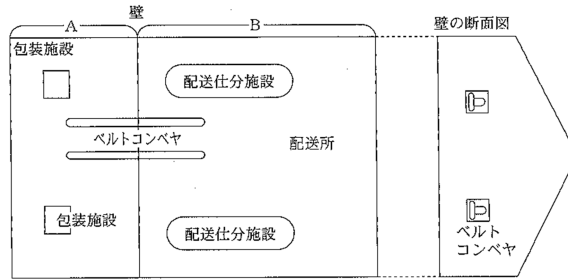 壁
A
B
壁の断面図
包装施設
配送仕分施設
ベルトコンベヤ
配送所
包装施設
配送仕分施設
ベルト
コンベヤ